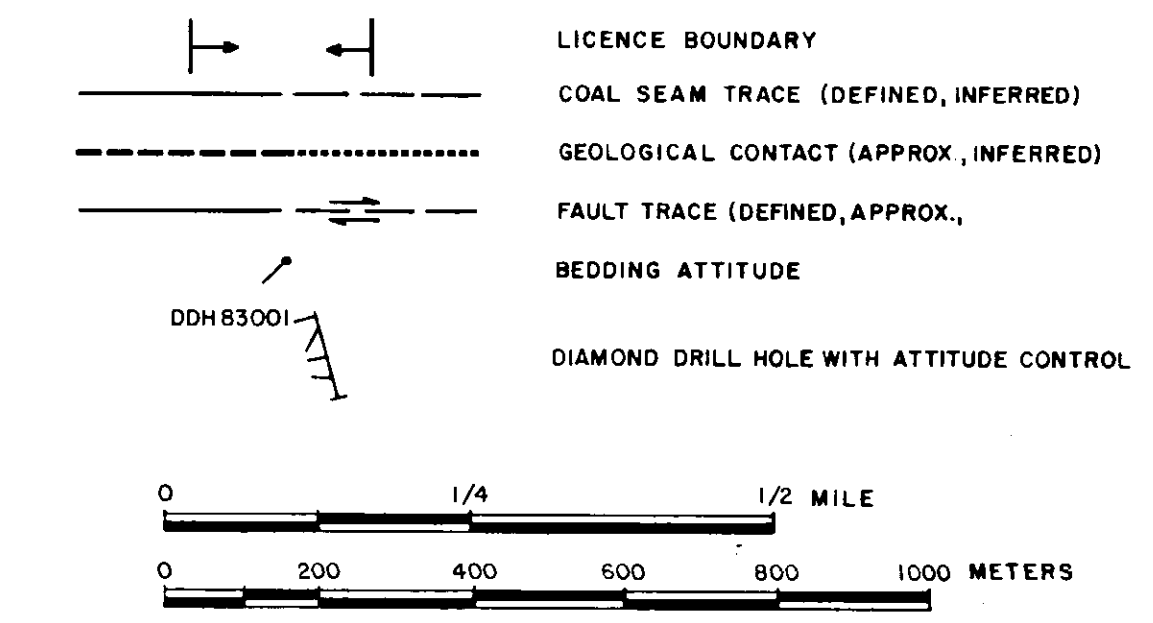 LICENCE BOUNDARY
COAL SEAM TRACE (DEFINED, INFERRED)
GEOLOGICAL CONTACT (APPROX., INFERRED)
FAULT TRACE (DEFINED, APPROX.,
BEDDING ATTITUDE
DDH 83001
DIAMOND DRILL HOLE WITH ATTITUDE CONTROL
0 1/4 1/2 MILE
0 200 400 600 800 1000 METERS